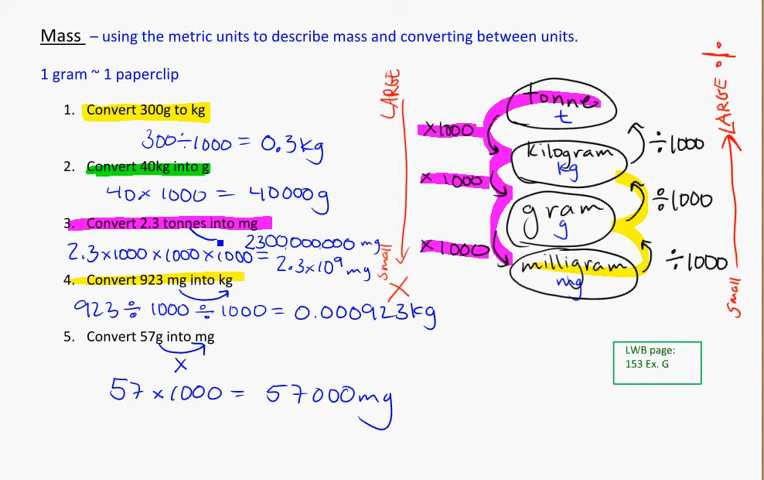 Mass – using the metric units to describe mass and converting between units.
1 gram ~ 1 paperclip
1. Convert 300g to kg
300÷1000 = 0.3kg
2. Convert 40kg into g
40 × 1000 = 40000g
3. Convert 2.3 tonnes into mg
2300,000,000 mg
2.3×1000×1000×1000 =
2.3×10⁹ mg
4. Convert 923 mg into kg
923 ÷ 1000 ÷ 1000 = 0.000923kg
5. Convert 57g into mg
×
57 ×1000 = 57000mg
LARGE
small
×
tonne
t
×1000
kilogram
kg
÷1000
×1000
gram
g
÷1000
×1000
milligram
mg
÷1000
÷
LARGE
small
LWB page:
153 Ex. G